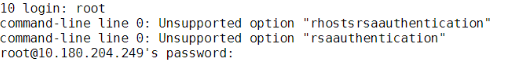 10 login: root
command-line line 0: Unsupported option "rhostsrsaauthentication"
command-line line 0: Unsupported option "rsaauthentication"
root@10.180.204.249's password: